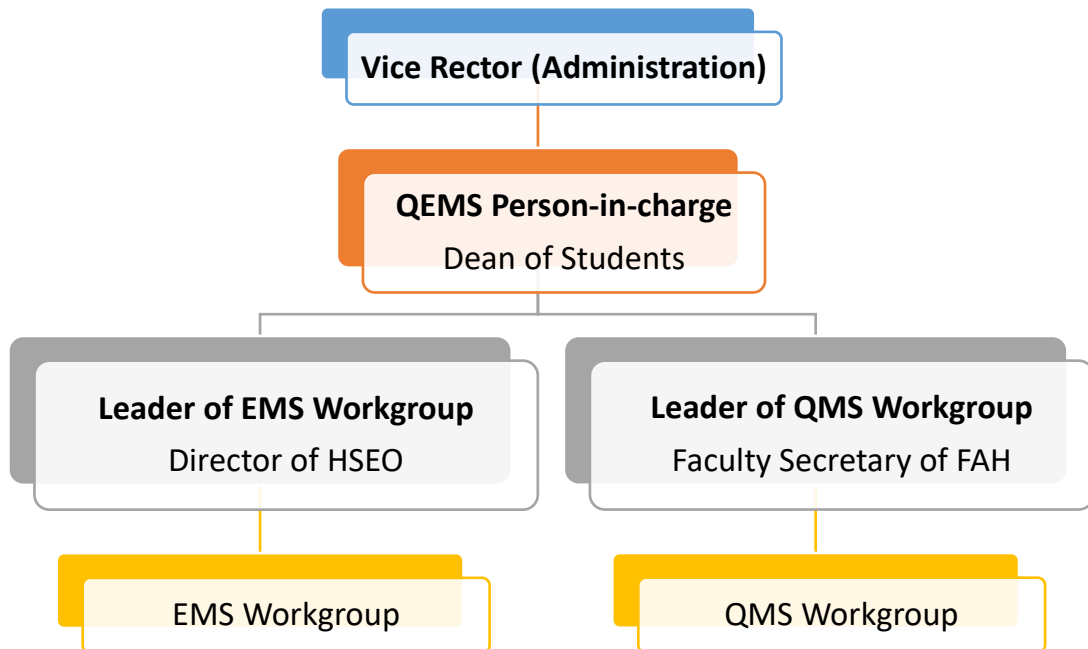 Vice Rector (Administration)
QEMS Person-in-charge
Dean of Students
Leader of EMS Workgroup
Director of HSEO
Leader of QMS Workgroup
Faculty Secretary of FAH
EMS Workgroup
QMS Workgroup